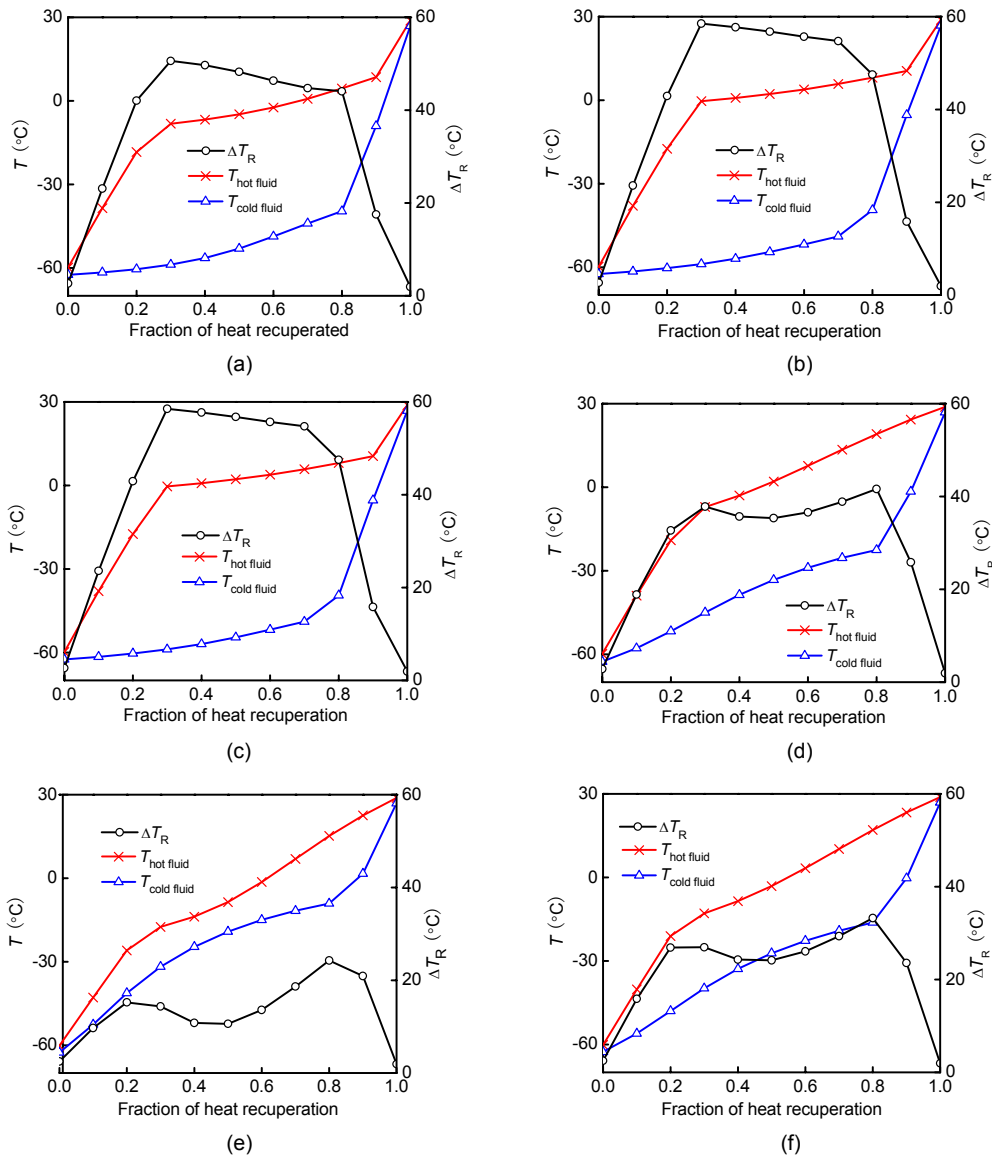 30
0
-30
-60
T (°C)
60
40
20
0
ΔT_R (°C)
ΔT_R
T_hot fluid
T_cold fluid
0.0 0.2 0.4 0.6 0.8 1.0
Fraction of heat recuperated
(a)
30
0
-30
-60
T (°C)
60
40
20
0
ΔT_R (°C)
ΔT_R
T_hot fluid
T_cold fluid
0.0 0.2 0.4 0.6 0.8 1.0
Fraction of heat recuperation
(b)
30
0
-30
-60
T (°C)
60
40
20
0
ΔT_R (°C)
ΔT_R
T_hot fluid
T_cold fluid
0.0 0.2 0.4 0.6 0.8 1.0
Fraction of heat recuperation
(c)
30
0
-30
-60
T (°C)
60
40
20
0
ΔT_R (°C)
ΔT_R
T_hot fluid
T_cold fluid
0.0 0.2 0.4 0.6 0.8 1.0
Fraction of heat recuperation
(d)
30
0
-30
-60
T (°C)
60
40
20
0
ΔT_R (°C)
ΔT_R
T_hot fluid
T_cold fluid
0.0 0.2 0.4 0.6 0.8 1.0
Fraction of heat recuperation
(e)
30
0
-30
-60
T (°C)
60
40
20
0
ΔT_R (°C)
ΔT_R
T_hot fluid
T_cold fluid
0.0 0.2 0.4 0.6 0.8 1.0
Fraction of heat recuperation
(f)